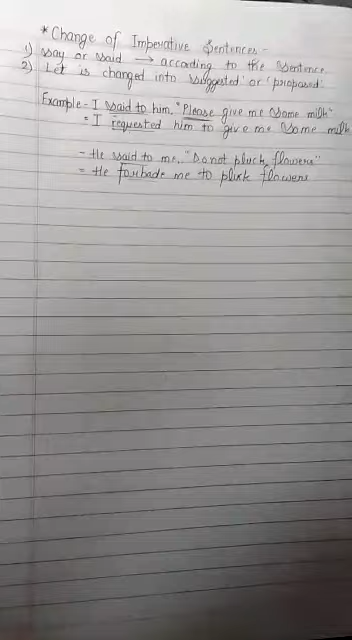 * Change of Imperative Sentences -
1) Say or said → according to the sentence
2) Let is changed into 'suggested' or 'proposed'.
Example - I said to him, "Please give me some milk"
= I requested him to give me some milk
- He said to me, "Do not pluck flowers"
= He forbade me to pluck flowers